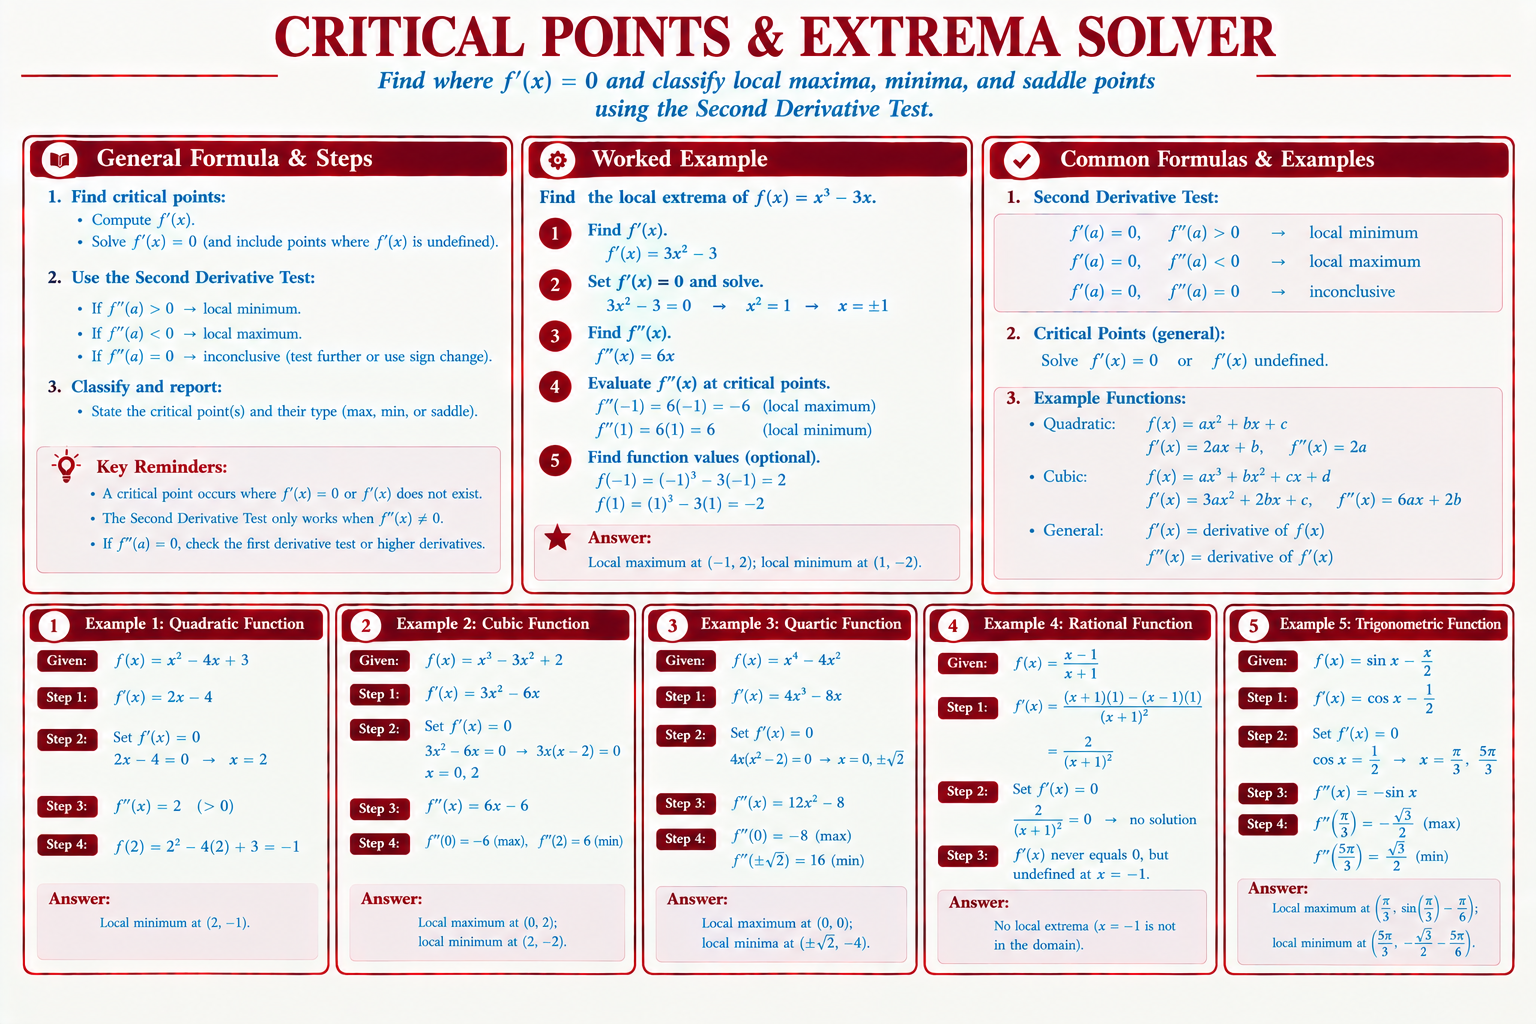 CRITICAL POINTS & EXTREMA SOLVER
Find where f′(x) = 0 and classify local maxima, minima, and saddle points
using the Second Derivative Test.
General Formula & Steps
1. Find critical points:
• Compute f′(x).
• Solve f′(x) = 0 (and include points where f′(x) is undefined).
2. Use the Second Derivative Test:
• If f″(a) > 0 → local minimum.
• If f″(a) < 0 → local maximum.
• If f″(a) = 0 → inconclusive (test further or use sign change).
3. Classify and report:
• State the critical point(s) and their type (max, min, or saddle).
Key Reminders:
• A critical point occurs where f′(x) = 0 or f′(x) does not exist.
• The Second Derivative Test only works when f″(x) ≠ 0.
• If f″(a) = 0, check the first derivative test or higher derivatives.
Worked Example
Find the local extrema of f(x) = x³ − 3x.
1 Find f′(x).
f′(x) = 3x² − 3
2 Set f′(x) = 0 and solve.
3x² − 3 = 0 → x² = 1 → x = ±1
3 Find f″(x).
f″(x) = 6x
4 Evaluate f″(x) at critical points.
f″(−1) = 6(−1) = −6 (local maximum)
f″(1) = 6(1) = 6 (local minimum)
5 Find function values (optional).
f(−1) = (−1)³ − 3(−1) = 2
f(1) = (1)³ − 3(1) = −2
Answer:
Local maximum at (−1, 2); local minimum at (1, −2).
Common Formulas & Examples
1. Second Derivative Test:
f′(a) = 0, f″(a) > 0 → local minimum
f′(a) = 0, f″(a) < 0 → local maximum
f′(a) = 0, f″(a) = 0 → inconclusive
2. Critical Points (general):
Solve f′(x) = 0 or f′(x) undefined.
3. Example Functions:
• Quadratic: f(x) = ax² + bx + c
f′(x) = 2ax + b, f″(x) = 2a
• Cubic: f(x) = ax³ + bx² + cx + d
f′(x) = 3ax² + 2bx + c, f″(x) = 6ax + 2b
• General: f′(x) = derivative of f(x)
f″(x) = derivative of f′(x)
1 Example 1: Quadratic Function
Given: f(x) = x² − 4x + 3
Step 1: f′(x) = 2x − 4
Step 2: Set f′(x) = 0
2x − 4 = 0 → x = 2
Step 3: f″(x) = 2 (> 0)
Step 4: f(2) = 2² − 4(2) + 3 = −1
Answer:
Local minimum at (2, −1).
2 Example 2: Cubic Function
Given: f(x) = x³ − 3x² + 2
Step 1: f′(x) = 3x² − 6x
Step 2: Set f′(x) = 0
3x² − 6x = 0 → 3x(x − 2) = 0
x = 0, 2
Step 3: f″(x) = 6x − 6
Step 4: f″(0) = −6 (max), f″(2) = 6 (min)
Answer:
Local maximum at (0, 2);
local minimum at (2, −2).
3 Example 3: Quartic Function
Given: f(x) = x⁴ − 4x²
Step 1: f′(x) = 4x³ − 8x
Step 2: Set f′(x) = 0
4x(x² − 2) = 0 → x = 0, ±√2
Step 3: f″(x) = 12x² − 8
Step 4: f″(0) = −8 (max)
f″(±√2) = 16 (min)
Answer:
Local maximum at (0, 0);
local minima at (±√2, −4).
4 Example 4: Rational Function
Given: f(x) = (x − 1)/(x + 1)
Step 1: f′(x) = ((x + 1)(1) − (x − 1)(1))/(x + 1)²
= 2/(x + 1)²
Step 2: Set f′(x) = 0
2/(x + 1)² = 0 → no solution
Step 3: f′(x) never equals 0, but
undefined at x = −1.
Answer:
No local extrema (x = −1 is not
in the domain).
5 Example 5: Trigonometric Function
Given: f(x) = sin x − x/2
Step 1: f′(x) = cos x − 1/2
Step 2: Set f′(x) = 0
cos x = 1/2 → x = π/3, 5π/3
Step 3: f″(x) = −sin x
Step 4: f″(π/3) = −√3/2 (max)
f″(5π/3) = √3/2 (min)
Answer:
Local maximum at (π/3, sin(π/3) − π/6);
local minimum at (5π/3, −√3/2 − 5π/6).